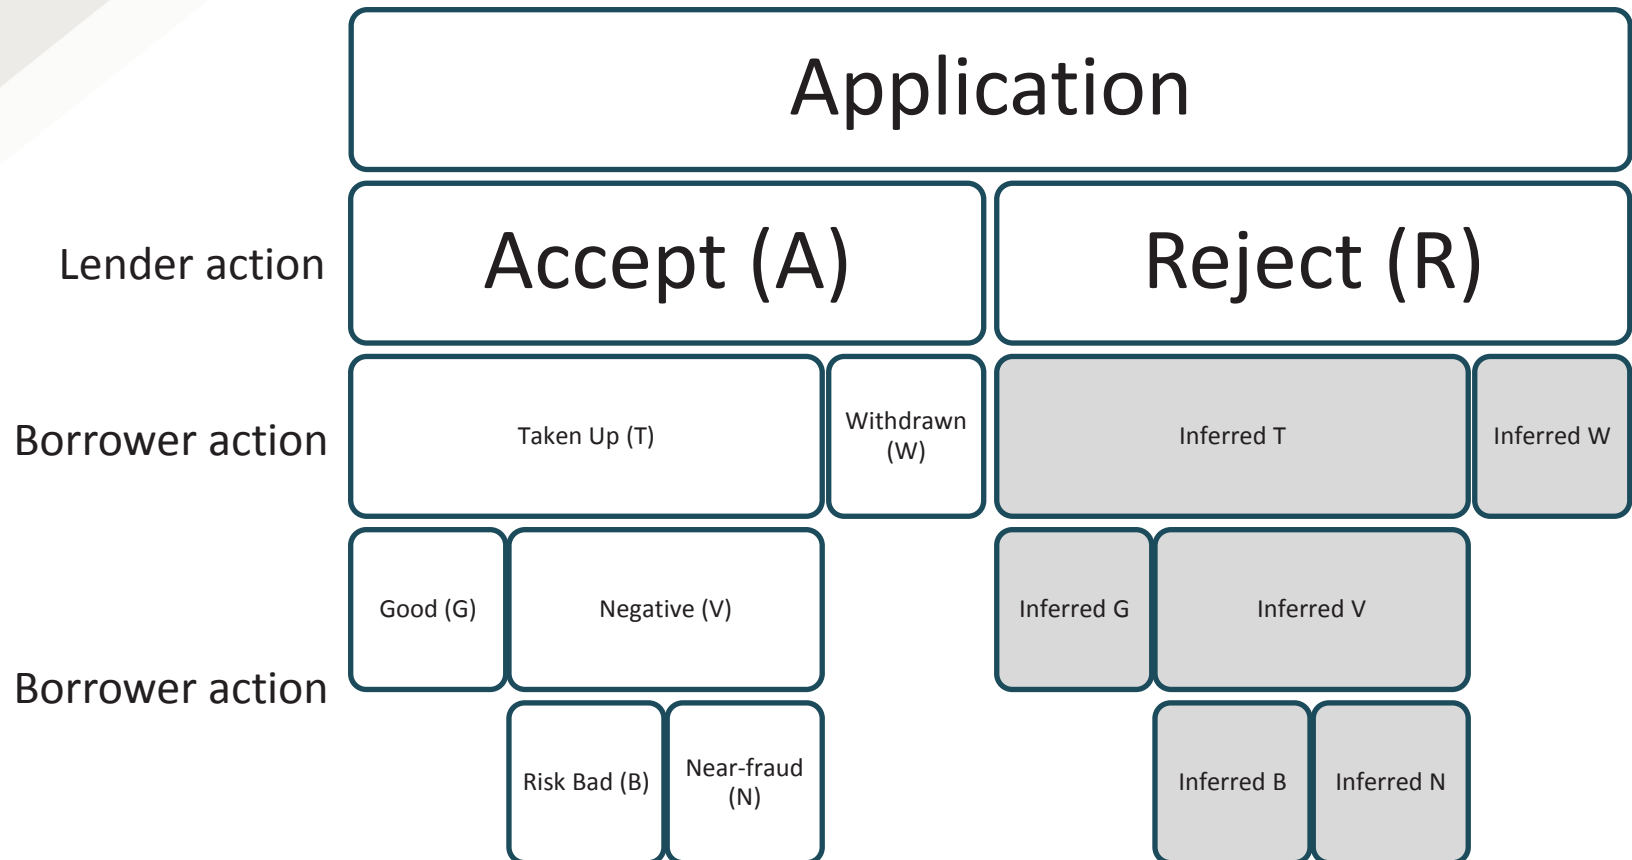 Application
Lender action
Accept (A)
Reject (R)
Borrower action
Taken Up (T)
Withdrawn
(W)
Inferred T
Inferred W
Good (G)
Negative (V)
Inferred G
Inferred V
Borrower action
Risk Bad (B)
Near-fraud
(N)
Inferred B
Inferred N